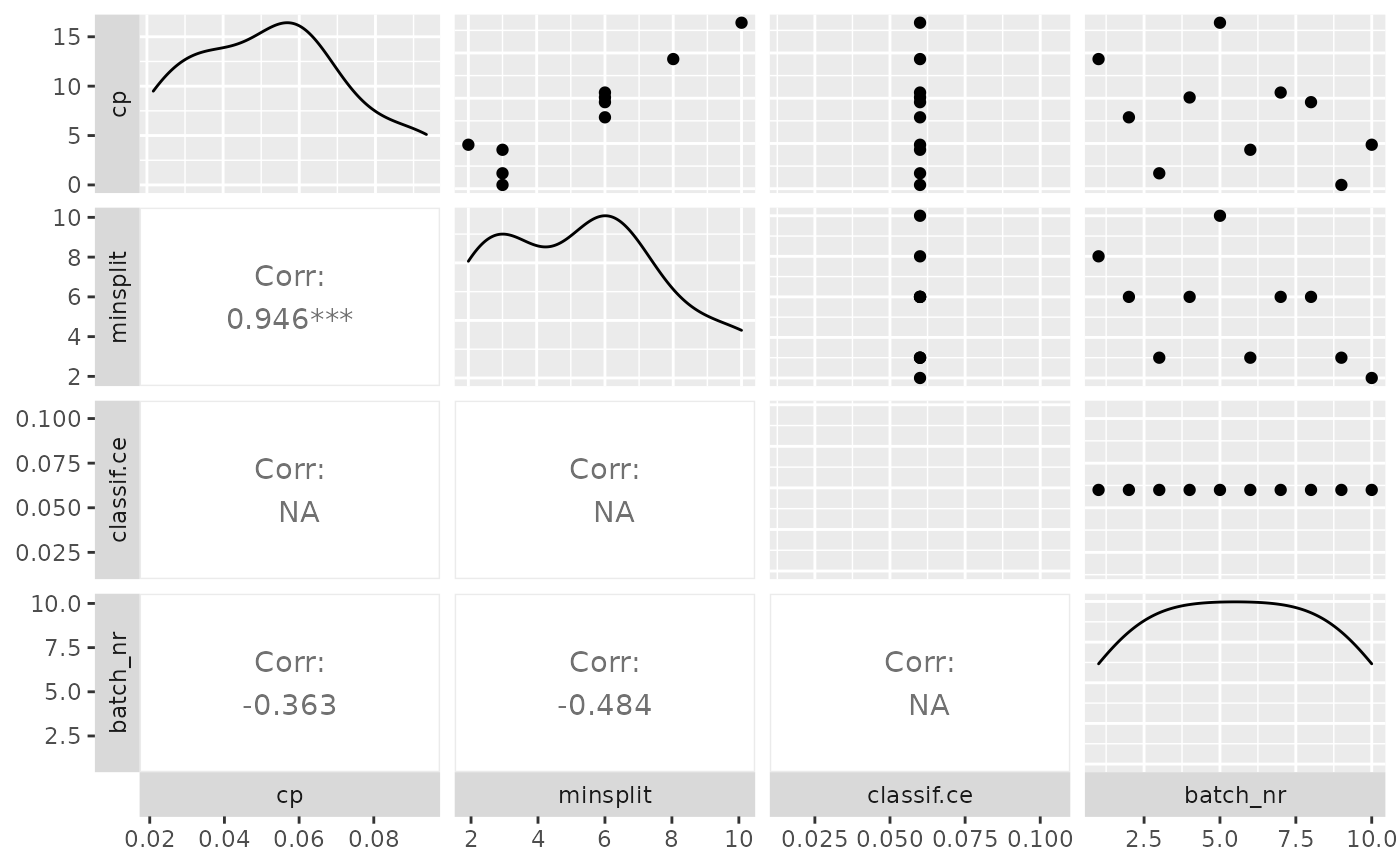 15
10
5
0
cp
10
8
6
4
2
minsplit
Corr:
0.946***
0.100
0.075
0.050
0.025
classif.ce
Corr:
NA
Corr:
NA
10.0
7.5
5.0
2.5
batch_nr
Corr:
-0.363
Corr:
-0.484
Corr:
NA
cp
minsplit
classif.ce
batch_nr
0.02 0.04 0.06 0.08
2 4 6 8 10
0.025 0.050 0.075 0.100
2.5 5.0 7.5 10.0